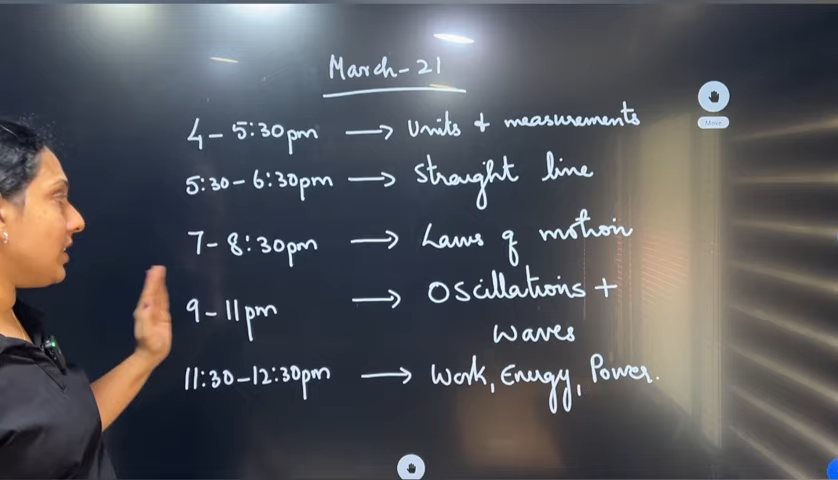 March-21
4-5:30pm → Units + measurements
5:30-6:30pm → Straight line
7-8:30pm → Laws of motion
9-11pm → Oscillations +
waves
11:30-12:30pm → Work, Energy, Power.
Move